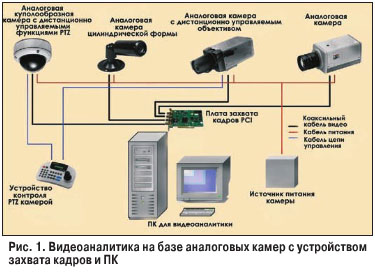 Аналоговая
куполообразная
камера с дистанционно
управляемыми
функциями PTZ
Аналоговая
камера
цилиндрической формы
Аналоговая камера
с дистанционно управляемым
объективом
Аналоговая
камера
Плата захвата
кадров PCI
Коаксильный
кабель видео
Кабель питания
Кабель цепи
управления
Устройство
контроля
PTZ камерой
ПК для видеоаналитики
Источник питания
камеры
Рис. 1. Видеоаналитика на базе аналоговых камер с устройством
захвата кадров и ПК